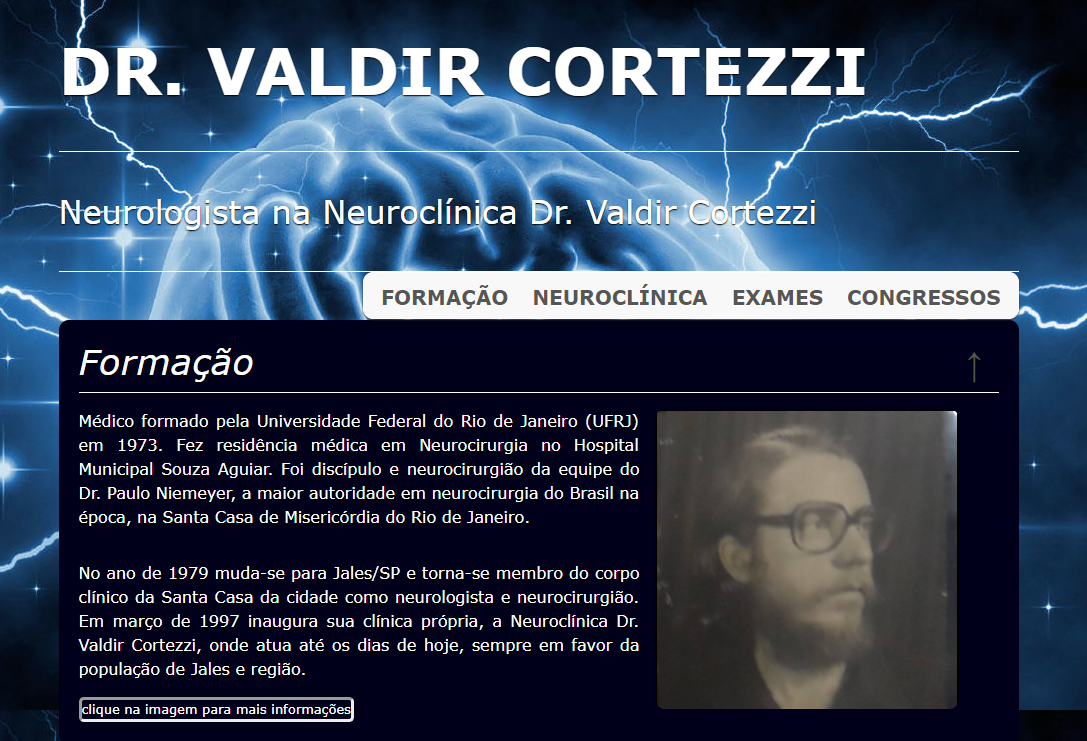 DR. VALDIR CORTEZZI
Neurologista na Neuroclínica Dr. Valdir Cortezzi
FORMAÇÃO NEUROCLÍNICA EXAMES CONGRESSOS
Formação ↑
Médico formado pela Universidade Federal do Rio de Janeiro (UFRJ)
em 1973. Fez residência médica em Neurocirurgia no Hospital
Municipal Souza Aguiar. Foi discípulo e neurocirurgião da equipe do
Dr. Paulo Niemeyer, a maior autoridade em neurocirurgia do Brasil na
época, na Santa Casa de Misericórdia do Rio de Janeiro.
No ano de 1979 muda-se para Jales/SP e torna-se membro do corpo
clínico da Santa Casa da cidade como neurologista e neurocirurgião.
Em março de 1997 inaugura sua clínica própria, a Neuroclínica Dr.
Valdir Cortezzi, onde atua até os dias de hoje, sempre em favor da
população de Jales e região.
clique na imagem para mais informações